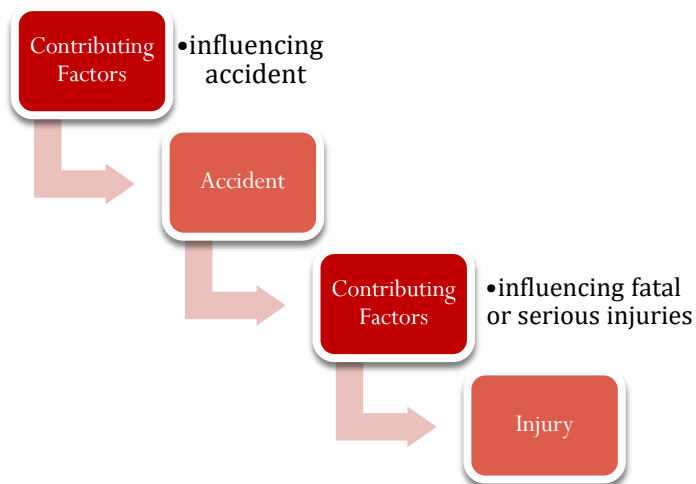 Contributing
Factors
•influencing
accident
Accident
Contributing
Factors
•influencing fatal
or serious injuries
Injury